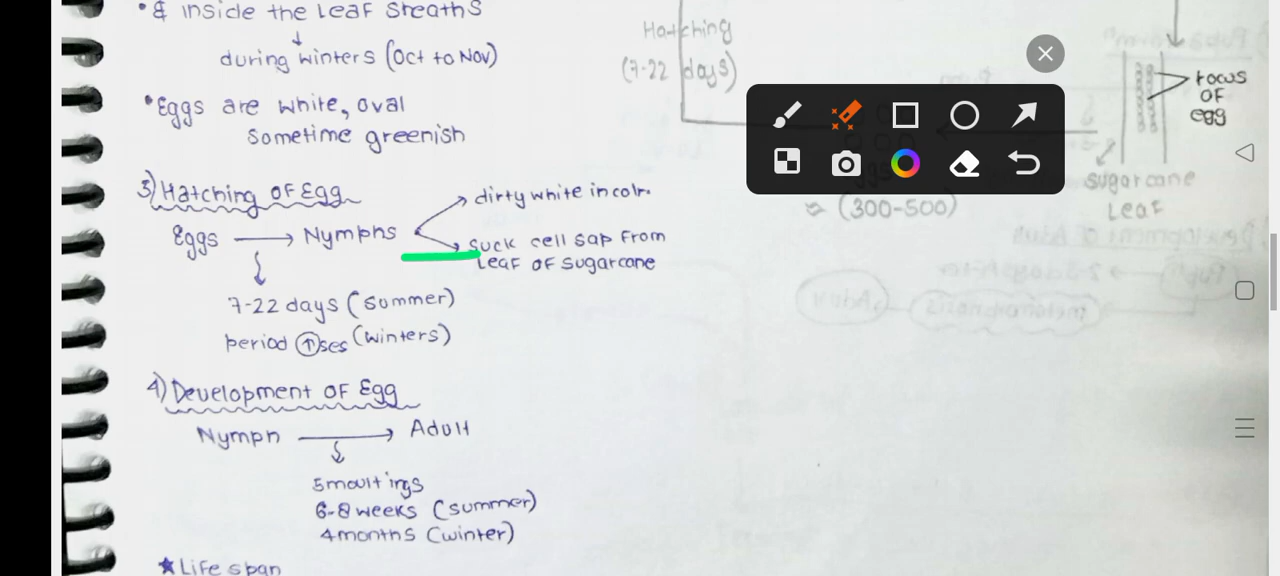 • & inside the Leaf Sheaths
during winters (Oct to Nov)
• Eggs are white, oval
sometime greenish
3) Hatching OF Egg
Eggs → Nymphs
dirty white in colr.
Suck cell sap From
Leaf OF sugarcane
7-22 days (summer)
period ↑ses (winters)
4) Development OF Egg
Nymph → Adult
5 moultings
6-8 weeks (summer)
4 months (winter)
★ Life span
Hatching
(7-22 days)
≈ (300-500)
rocus
OF
egg
sugarcane
Leaf